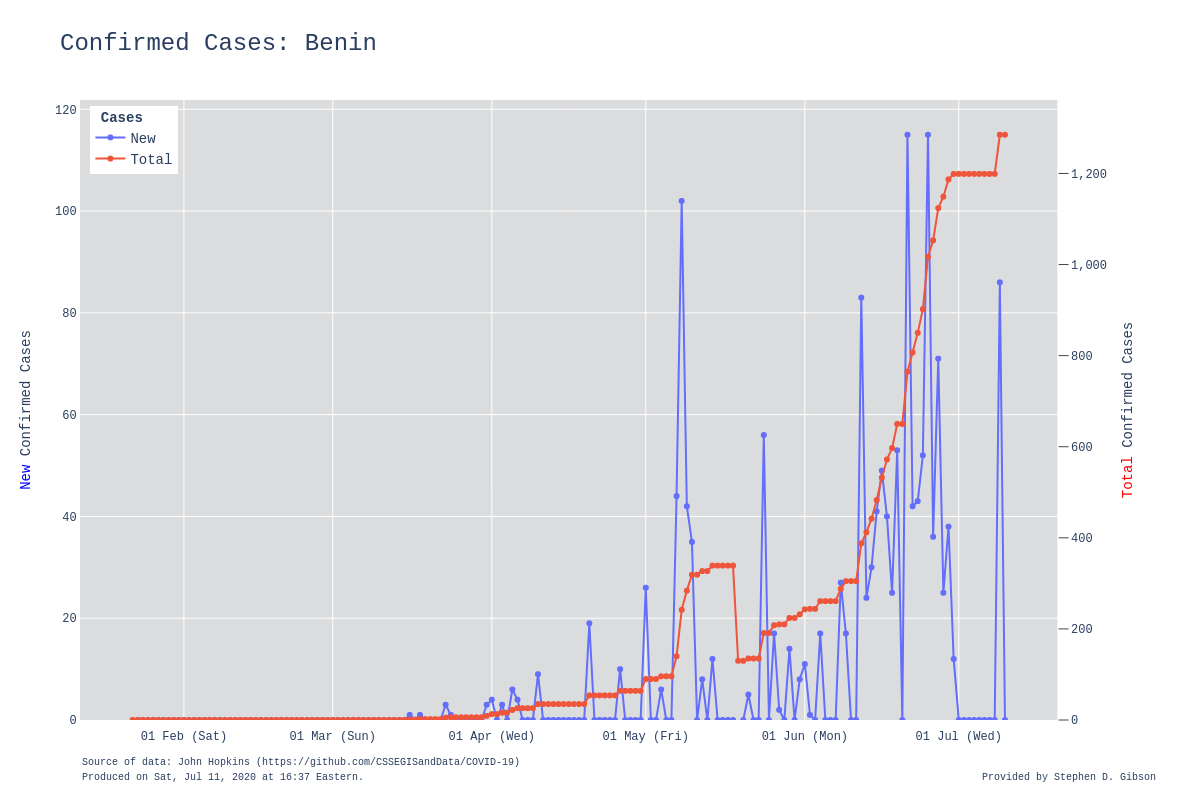 Confirmed Cases: Benin
Cases
New
Total
120
100
80
60
40
20
0
1,200
1,000
800
600
400
200
0
New Confirmed Cases
Total Confirmed Cases
01 Feb (Sat)
01 Mar (Sun)
01 Apr (Wed)
01 May (Fri)
01 Jun (Mon)
01 Jul (Wed)
Source of data: John Hopkins (https://github.com/CSSEGISandData/COVID-19)
Produced on Sat, Jul 11, 2020 at 16:37 Eastern.
Provided by Stephen D. Gibson